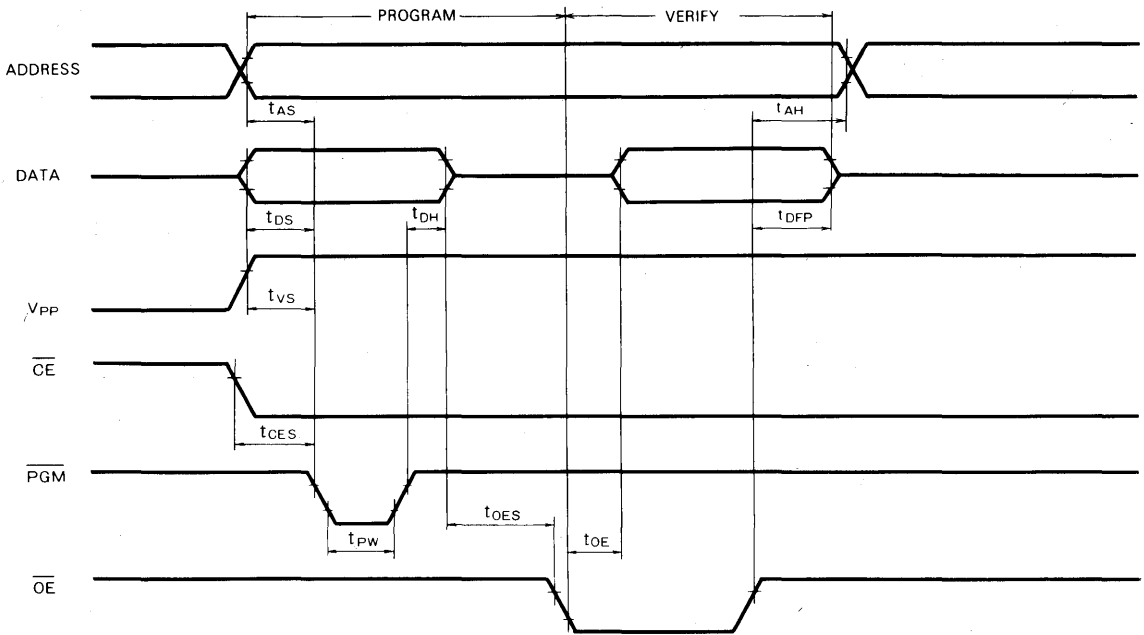 PROGRAM VERIFY
ADDRESS
tAS tAH
DATA
tDS tDH tDFP
VPP
tVS
CE
tCES
PGM
tPW tOES tOE
OE